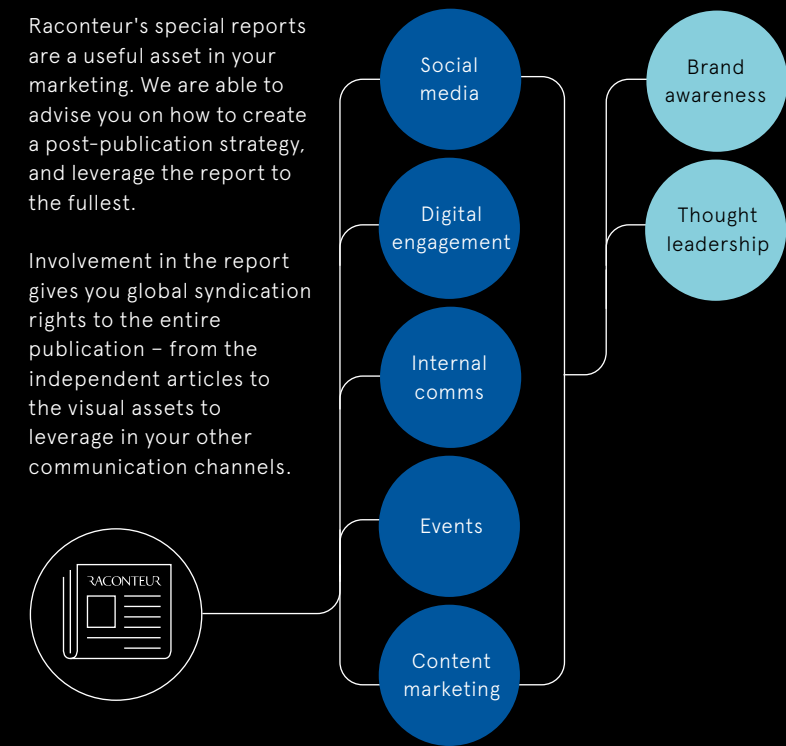 Raconteur's special reports
are a useful asset in your
marketing. We are able to
advise you on how to create
a post-publication strategy,
and leverage the report to
the fullest.
Involvement in the report
gives you global syndication
rights to the entire
publication – from the
independent articles to
the visual assets to
leverage in your other
communication channels.
RACONTEUR
Social
media
Digital
engagement
Internal
comms
Events
Content
marketing
Brand
awareness
Thought
leadership